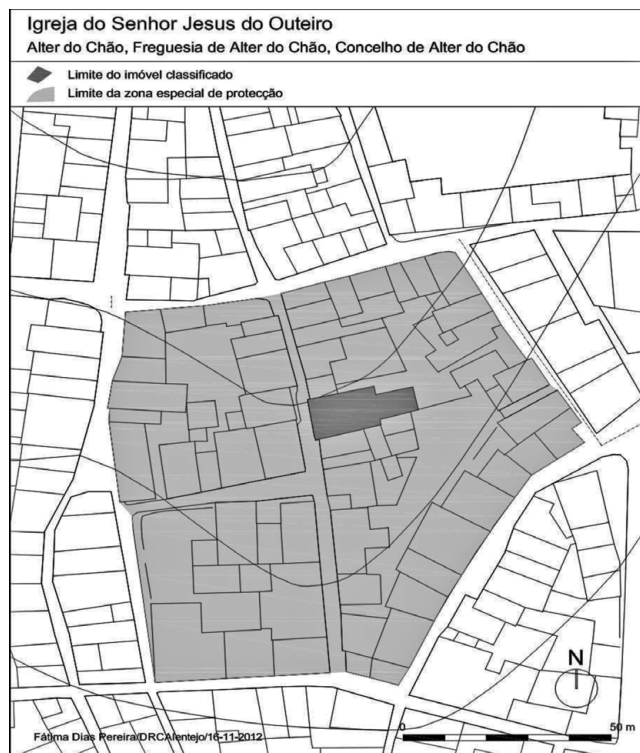 Igreja do Senhor Jesus do Outeiro
Alter do Chão, Freguesia de Alter do Chão, Concelho de Alter do Chão
Limite do imóvel classificado
Limite da zona especial de protecção
N
0 50 m
Fátima Dias Pereira/DRCAlentejo/16-11-2012